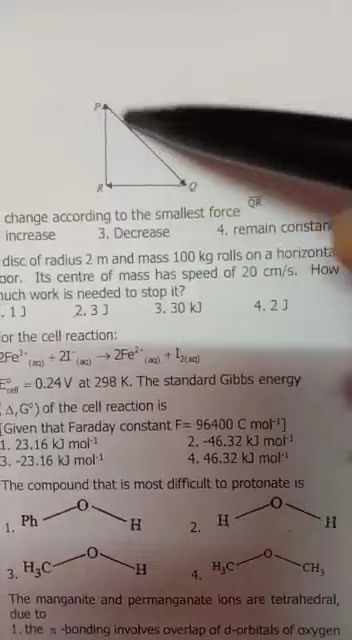 P
R
Q
change according to the smallest force QR
increase 3. Decrease 4. remain constan
disc of radius 2 m and mass 100 kg rolls on a horizonta
oor. Its centre of mass has speed of 20 cm/s. How
nuch work is needed to stop it?
. 1 J 2. 3 J 3. 30 kJ 4. 2 J
or the cell reaction:
2Fe³⁺(aq) + 2I⁻(aq) → 2Fe²⁺(aq) + I₂(aq)
E°cell = 0.24 V at 298 K. The standard Gibbs energy
(ΔrG°) of the cell reaction is
[Given that Faraday constant F= 96400 C mol⁻¹]
1. 23.16 kJ mol⁻¹ 2. -46.32 kJ mol⁻¹
3. -23.16 kJ mol⁻¹ 4. 46.32 kJ mol⁻¹
The compound that is most difficult to protonate is
1. Ph O H 2. H O H
3. H₃C O H 4. H₃C O CH₃
The manganite and permanganate ions are tetrahedral,
due to
1. the π-bonding involves overlap of d-orbitals of oxygen